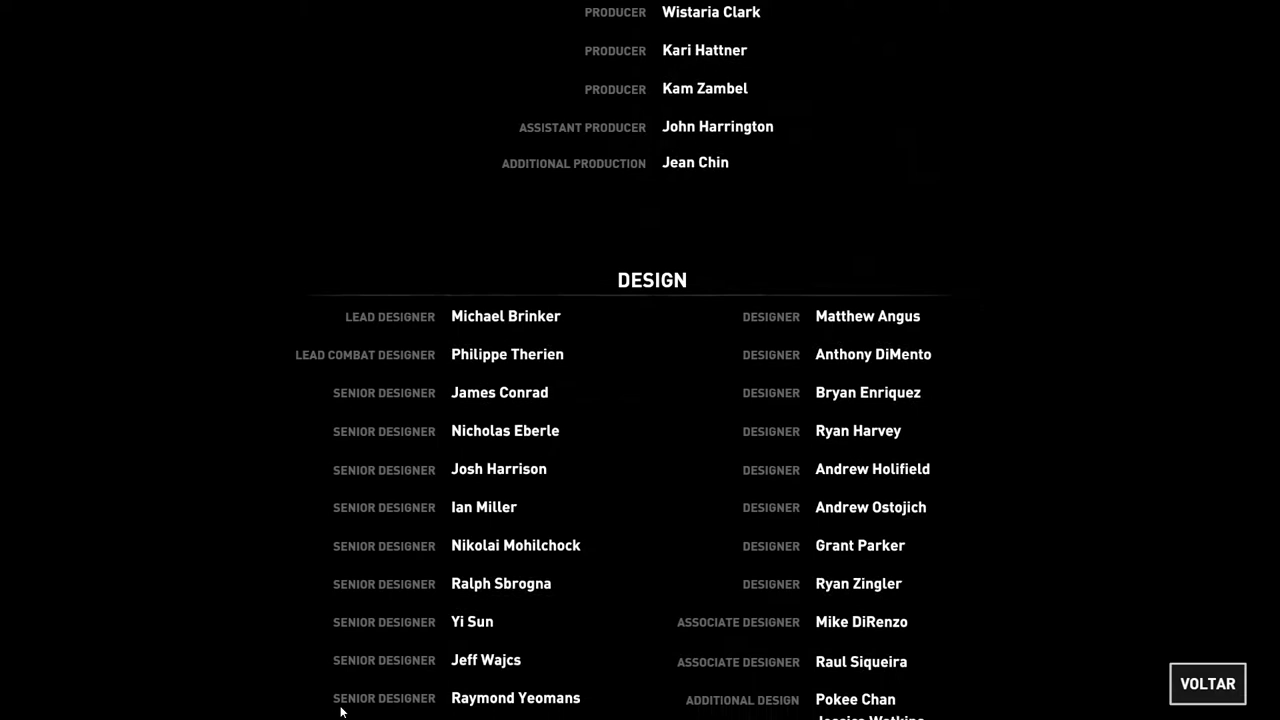 PRODUCER Wistaria Clark
PRODUCER Kari Hattner
PRODUCER Kam Zambel
ASSISTANT PRODUCER John Harrington
ADDITIONAL PRODUCTION Jean Chin
DESIGN
LEAD DESIGNER Michael Brinker
LEAD COMBAT DESIGNER Philippe Therien
SENIOR DESIGNER James Conrad
SENIOR DESIGNER Nicholas Eberle
SENIOR DESIGNER Josh Harrison
SENIOR DESIGNER Ian Miller
SENIOR DESIGNER Nikolai Mohilchock
SENIOR DESIGNER Ralph Sbrogna
SENIOR DESIGNER Yi Sun
SENIOR DESIGNER Jeff Wajcs
SENIOR DESIGNER Raymond Yeomans
DESIGNER Matthew Angus
DESIGNER Anthony DiMento
DESIGNER Bryan Enriquez
DESIGNER Ryan Harvey
DESIGNER Andrew Holifield
DESIGNER Andrew Ostojich
DESIGNER Grant Parker
DESIGNER Ryan Zingler
ASSOCIATE DESIGNER Mike DiRenzo
ASSOCIATE DESIGNER Raul Siqueira
ADDITIONAL DESIGN Pokee Chan
VOLTAR